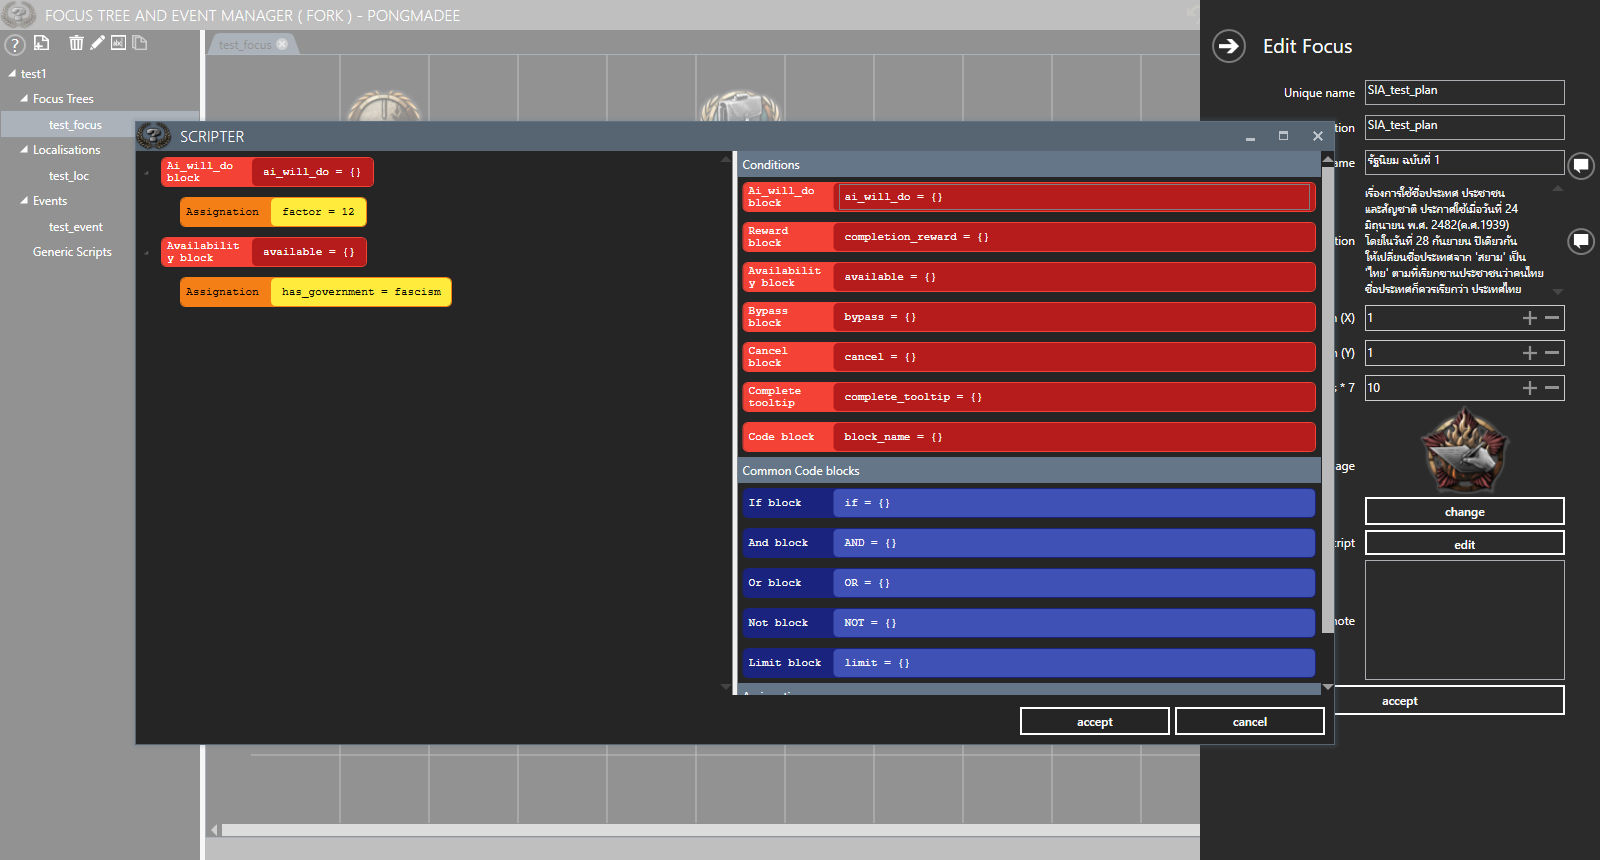 FOCUS TREE AND EVENT MANAGER ( FORK ) - PONGMADEE
test1
Focus Trees
test_focus
Localisations
test_loc
Events
test_event
Generic Scripts
test_focus
SCRIPTER
Ai_will_do
block
ai_will_do = {}
Assignation
factor = 12
Availabilit
y block
available = {}
Assignation
has_government = fascism
Conditions
Ai_will_do
block
ai_will_do = {}
Reward
block
completion_reward = {}
Availabilit
y block
available = {}
Bypass
block
bypass = {}
Cancel
block
cancel = {}
Complete
tooltip
complete_tooltip = {}
Code block
block_name = {}
Common Code blocks
If block
if = {}
And block
AND = {}
Or block
OR = {}
Not block
NOT = {}
Limit block
limit = {}
accept
cancel
Edit Focus
Unique name
SIA_test_plan
tion
SIA_test_plan
ame
รัฐนิยม ฉบับที่ 1
tion
เรื่องการใช้ชื่อประเทศ ประชาชน
และสัญชาติ ประกาศใช้เมื่อวันที่ 24
มิถุนายน พ.ศ. 2482(ค.ศ.1939)
โดยในวันที่ 28 กันยายน ปีเดียวกัน
ให้เปลี่ยนชื่อประเทศจาก 'สยาม' เป็น
'ไทย' ตามที่เรียกขานประชาชนว่าคนไทย
ชื่อประเทศก็ควรเรียกว่า ประเทศไทย
n (X)
1
n (Y)
1
s * 7
10
age
change
cript
edit
note
accept